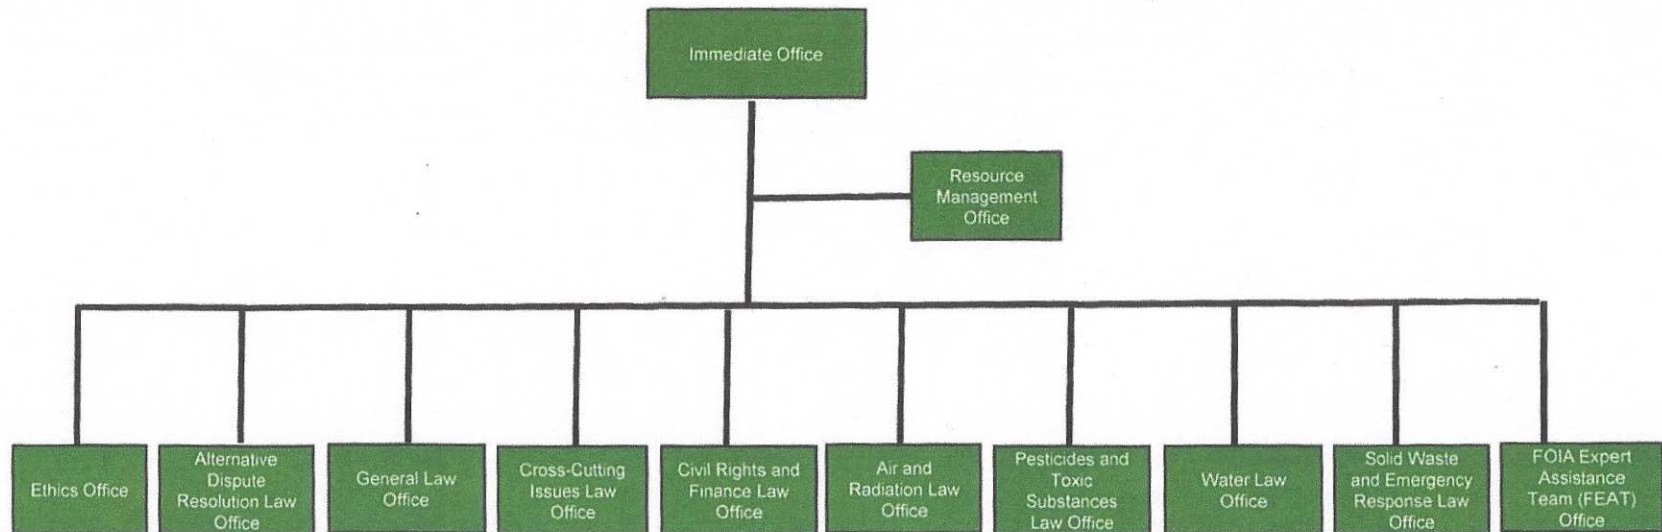 Immediate Office
Resource
Management
Office
Ethics Office
Alternative
Dispute
Resolution Law
Office
General Law
Office
Cross-Cutting
Issues Law
Office
Civil Rights and
Finance Law
Office
Air and
Radiation Law
Office
Pesticides and
Toxic
Substances
Law Office
Water Law
Office
Solid Waste
and Emergency
Response Law
Office
FOIA Expert
Assistance
Team (FEAT)
Office